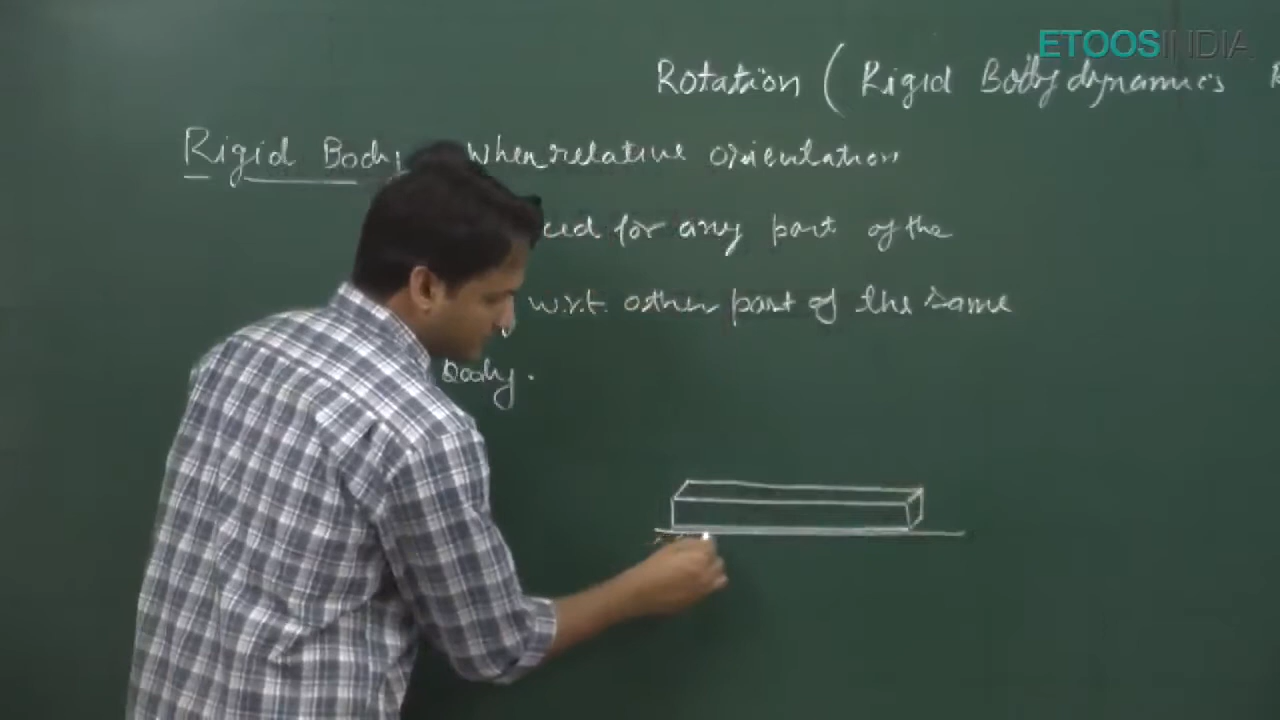 ETOOSINDIA
Rotation ( Rigid Body dynamics
Rigid Body When relative orientation
for any part of the
w.r.t. other part of the same
body.